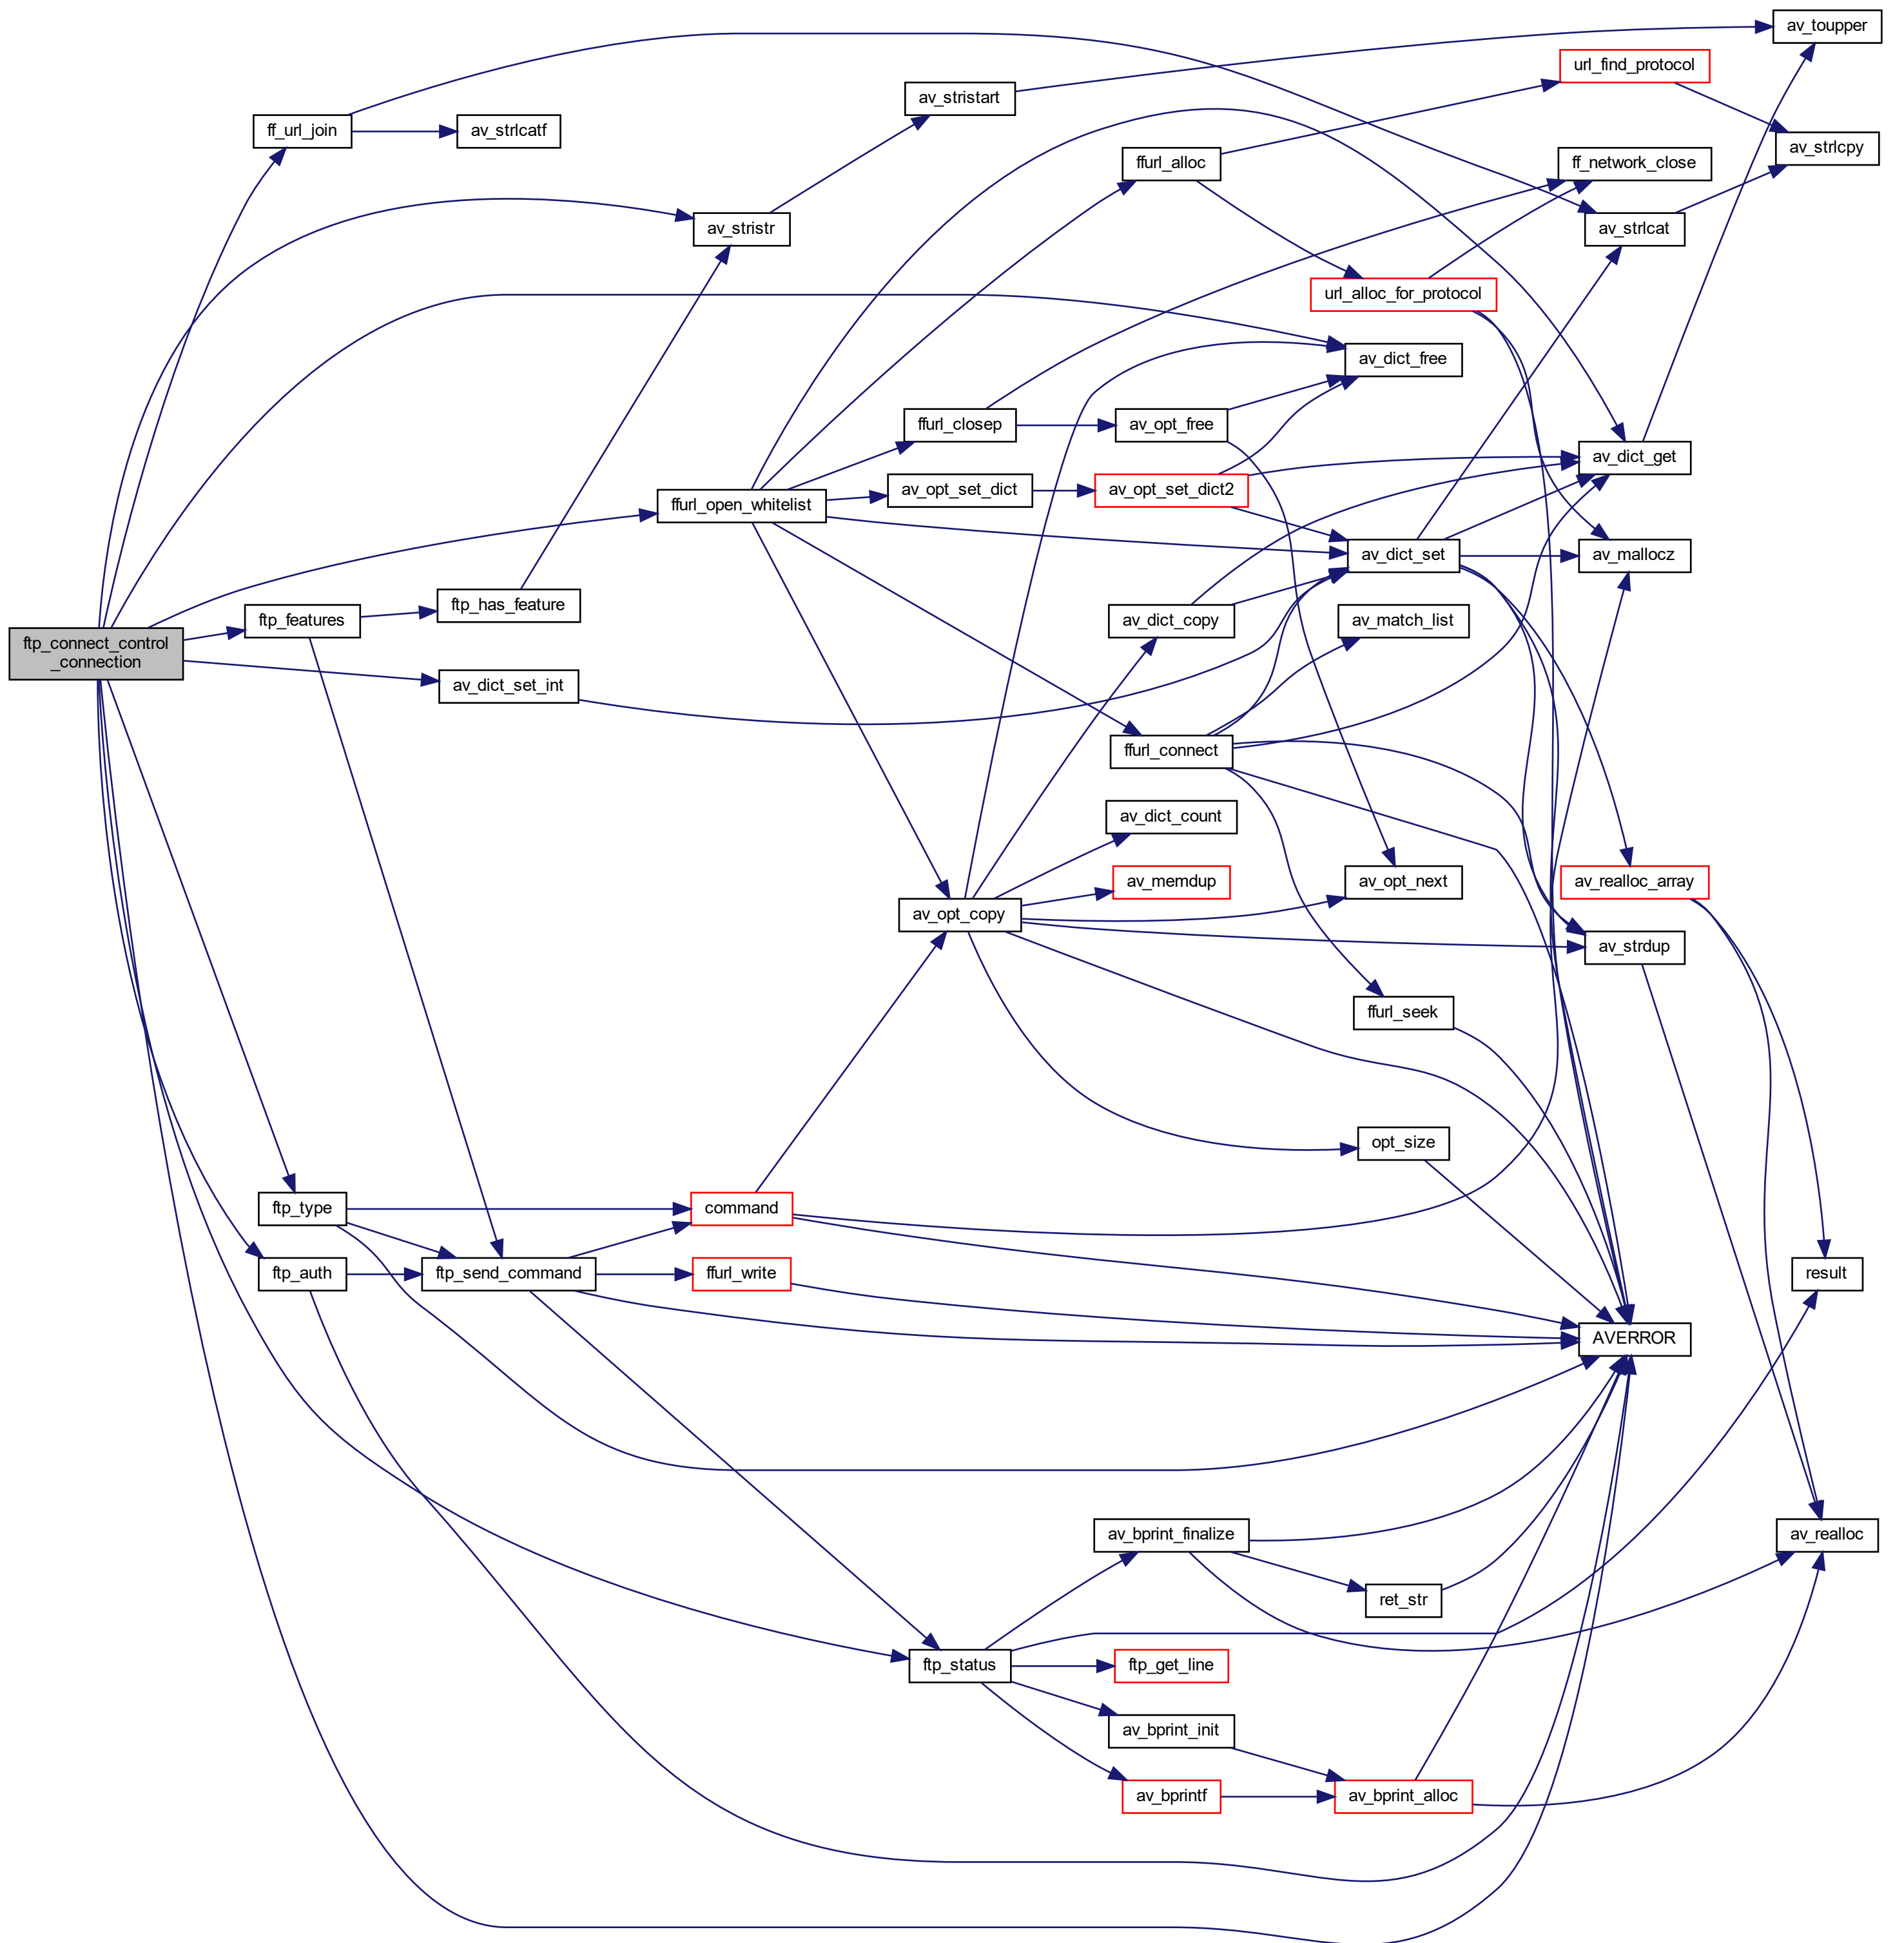 av_toupper
url_find_protocol
av_stristart
ff_url_join
av_strlcatf
av_strlcpy
ffurl_alloc
ff_network_close
av_stristr
av_strlcat
url_alloc_for_protocol
av_dict_free
ffurl_closep
av_opt_free
av_dict_get
av_opt_set_dict
av_opt_set_dict2
ffurl_open_whitelist
av_dict_set
av_mallocz
ftp_has_feature
ftp_features
av_dict_copy
av_match_list
ftp_connect_control
_connection
av_dict_set_int
ffurl_connect
av_dict_count
av_memdup
av_opt_next
av_realloc_array
av_opt_copy
av_strdup
ffurl_seek
opt_size
ftp_type
command
ftp_auth
ftp_send_command
ffurl_write
result
AVERROR
av_bprint_finalize
av_realloc
ret_str
ftp_status
ftp_get_line
av_bprint_init
av_bprintf
av_bprint_alloc